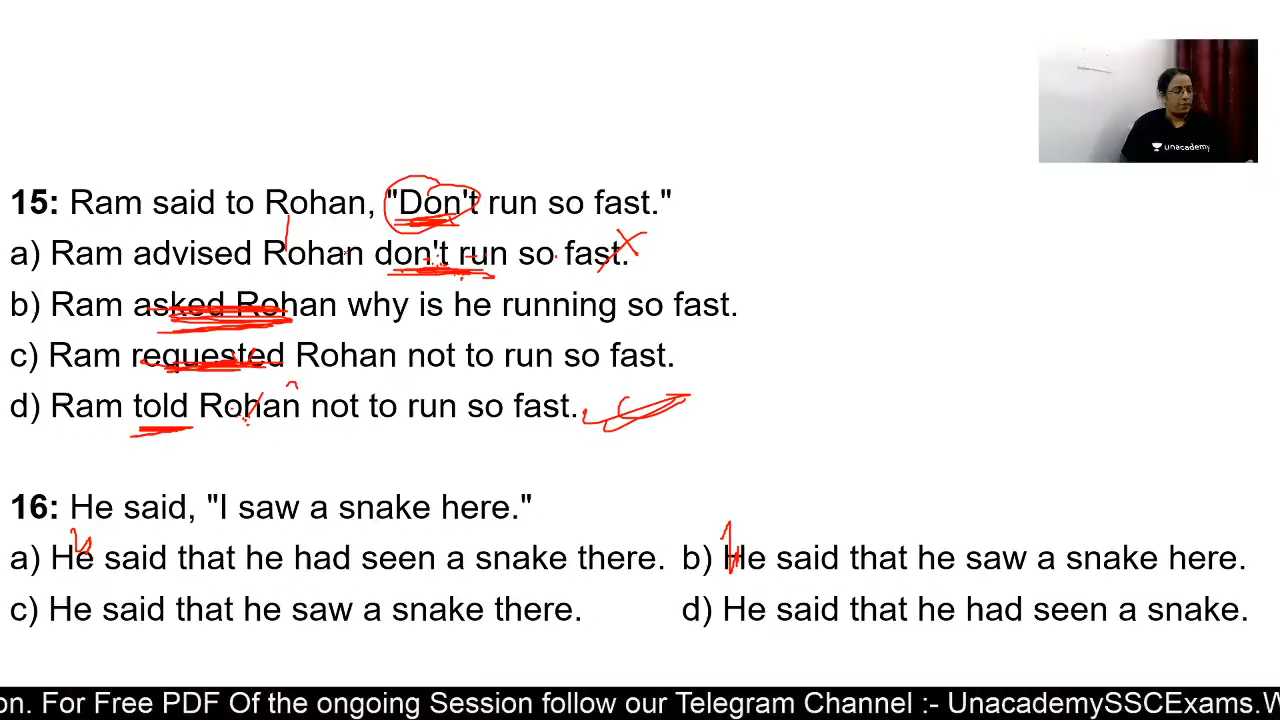 unacademy
15: Ram said to Rohan, "Don't run so fast."
a) Ram advised Rohan don't run so fast.
b) Ram asked Rohan why is he running so fast.
c) Ram requested Rohan not to run so fast.
d) Ram told Rohan not to run so fast.
16: He said, "I saw a snake here."
a) He said that he had seen a snake there. b) He said that he saw a snake here.
c) He said that he saw a snake there. d) He said that he had seen a snake.
on. For Free PDF Of the ongoing Session follow our Telegram Channel :- UnacademySSCExams.W